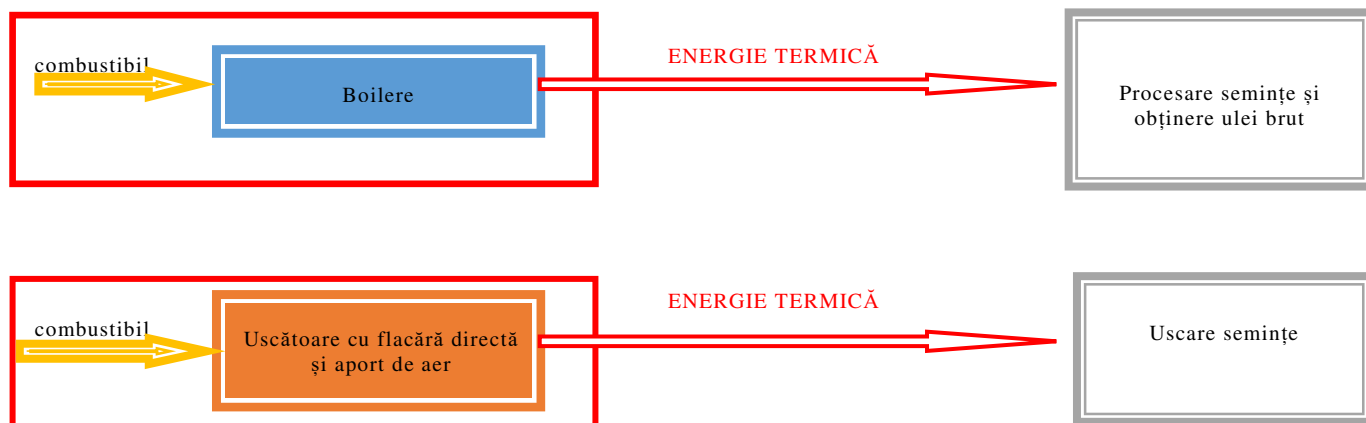 combustibil
Boilere
ENERGIE TERMICĂ
Procesare semințe și
obținere ulei brut
combustibil
Uscătoare cu flacără directă
și aport de aer
ENERGIE TERMICĂ
Uscare semințe